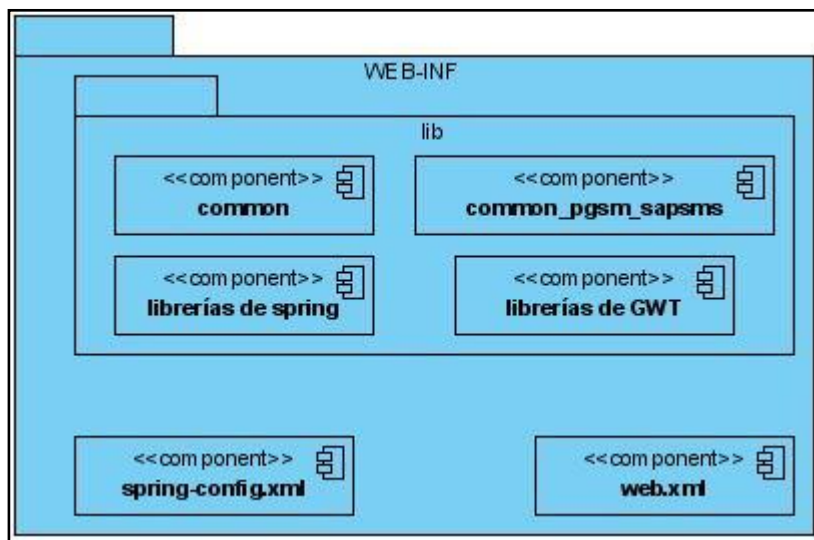 WEB-INF
lib
<<component>>
common
<<component>>
common_pgsm_sapsms
<<component>>
librerías de spring
<<component>>
librerías de GWT
<<component>>
spring-config.xml
<<component>>
web.xml